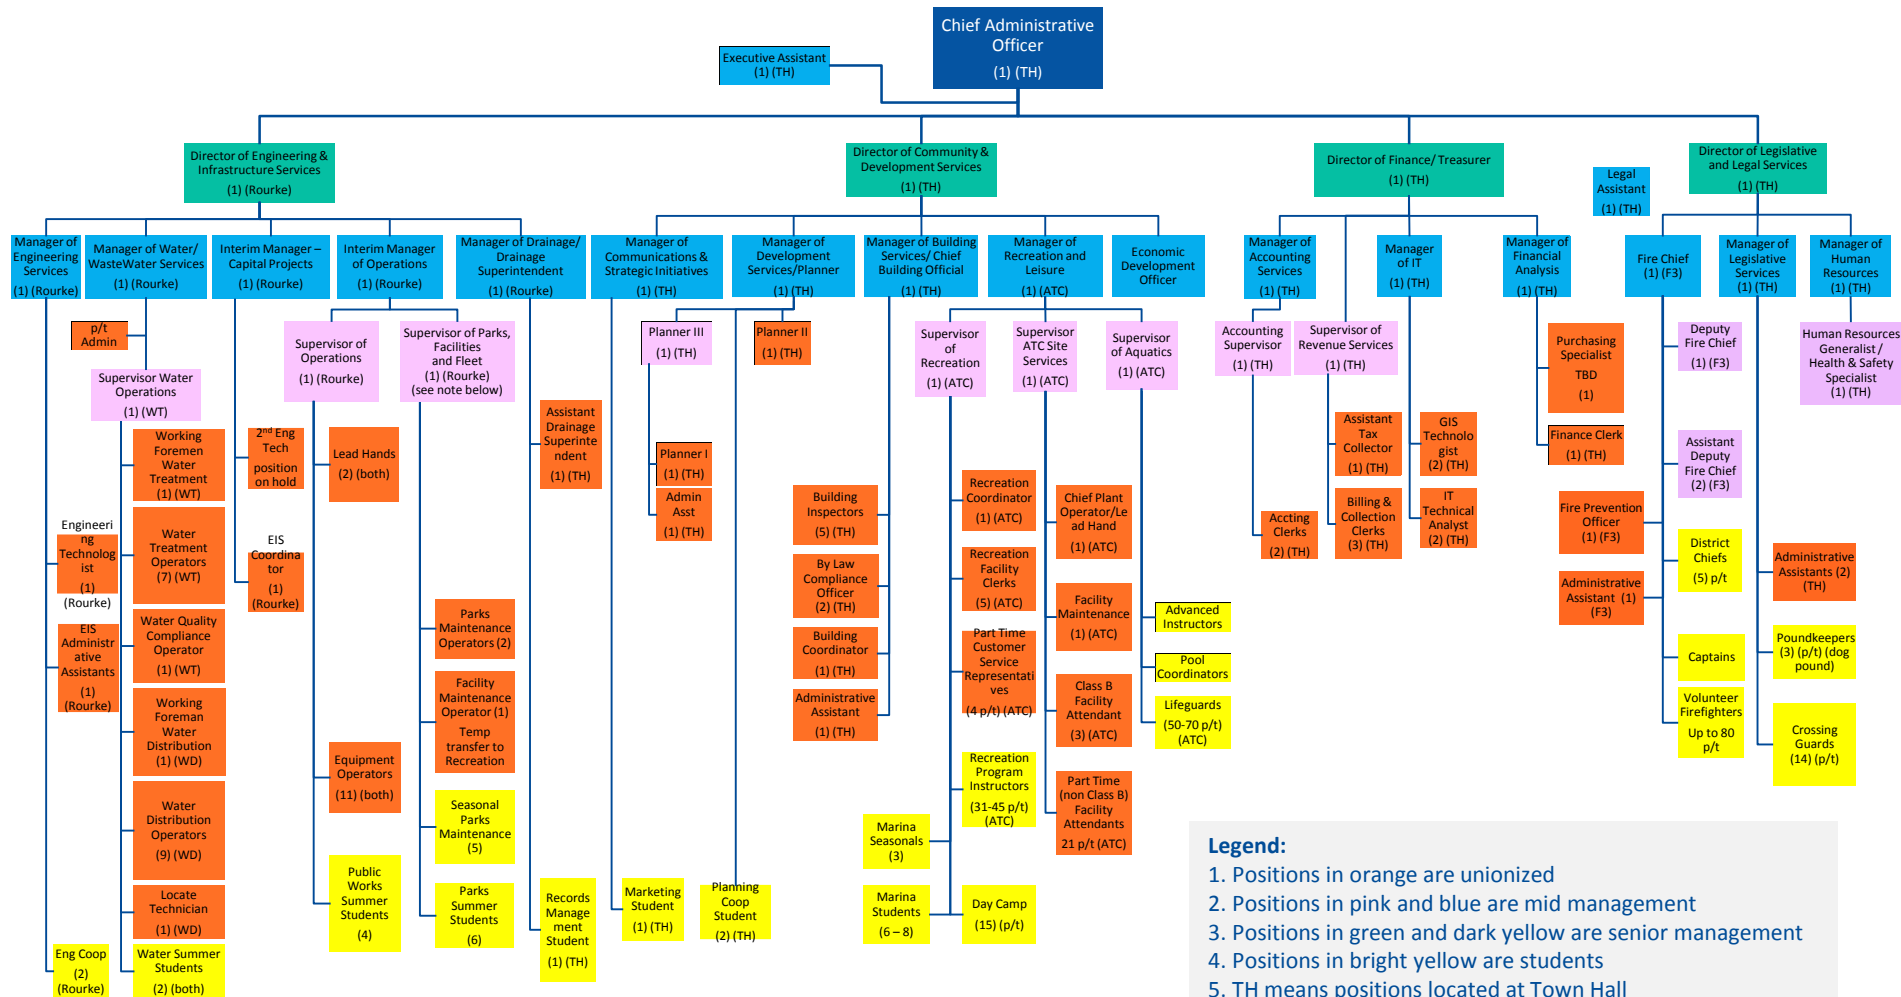 Chief Administrative
Officer
(1) (TH)
Executive Assistant
(1) (TH)
Director of Engineering &
Infrastructure Services
(1) (Rourke)
Director of Community &
Development Services
(1) (TH)
Director of Finance/ Treasurer
(1) (TH)
Director of Legislative
and Legal Services
(1) (TH)
Legal
Assistant
(1) (TH)
Manager of
Engineering
Services
(1) (Rourke)
Manager of Water/
WasteWater Services
(1) (Rourke)
Interim Manager –
Capital Projects
(1) (Rourke)
Interim Manager
of Operations
(1) (Rourke)
Manager of Drainage/
Drainage
Superintendent
(1) (Rourke)
Manager of
Communications &
Strategic Initiatives
(1) (TH)
Manager of
Development
Services/Planner
(1) (TH)
Manager of Building
Services/ Chief
Building Official
(1) (TH)
Manager of
Recreation and
Leisure
(1) (ATC)
Economic
Development
Officer
Manager of
Accounting
Services
(1) (TH)
Manager
of IT
(1) (TH)
Manager of
Financial
Analysis
(1) (TH)
Fire Chief
(1) (F3)
Manager of
Legislative
Services
(1) (TH)
Manager of
Human
Resources
(1) (TH)
p/t
Admin
Supervisor Water
Operations
(1) (WT)
Supervisor of
Operations
(1) (Rourke)
Supervisor of Parks,
Facilities
and Fleet
(1) (Rourke)
(see note below)
Planner III
(1) (TH)
Planner II
(1) (TH)
Supervisor
of
Recreation
(1) (ATC)
Supervisor
ATC Site
Services
(1) (ATC)
Supervisor
of Aquatics
(1) (ATC)
Accounting
Supervisor
(1) (TH)
Supervisor of
Revenue Services
(1) (TH)
Purchasing
Specialist
TBD
(1)
Deputy
Fire Chief
(1) (F3)
Human Resources
Generalist /
Health & Safety
Specialist
(1) (TH)
Working
Foremen
Water
Treatment
(1) (WT)
2nd Eng
Tech
position
on hold
Lead Hands
(2) (both)
Assistant
Drainage
Superinte
ndent
(1) (TH)
Planner I
(1) (TH)
Admin
Asst
(1) (TH)
Building
Inspectors
(5) (TH)
Recreation
Coordinator
(1) (ATC)
Chief Plant
Operator/Le
ad Hand
(1) (ATC)
Assistant
Tax
Collector
(1) (TH)
GIS
Technolo
gist
(2) (TH)
Finance Clerk
(1) (TH)
Assistant
Deputy
Fire Chief
(2) (F3)
Engineeri
ng
Technolog
ist
(1)
(Rourke)
Water
Treatment
Operators
(7) (WT)
EIS
Coordina
tor
(1)
(Rourke)
By Law
Compliance
Officer
(2) (TH)
Recreation
Facility
Clerks
(5) (ATC)
Facility
Maintenance
(1) (ATC)
Advanced
Instructors
Accting
Clerks
(2) (TH)
Billing &
Collection
Clerks
(3) (TH)
IT
Technical
Analyst
(2) (TH)
Fire Prevention
Officer
(1) (F3)
District
Chiefs
(5) p/t
Administrative
Assistants (2)
(TH)
Administrative
Assistant (1)
(F3)
EIS
Administr
ative
Assistants
(1)
(Rourke)
Water Quality
Compliance
Operator
(1) (WT)
Parks
Maintenance
Operators (2)
Building
Coordinator
(1) (TH)
Part Time
Customer
Service
Representati
ves
(4 p/t) (ATC)
Class B
Facility
Attendant
(3) (ATC)
Pool
Coordinators
Captains
Poundkeepers
(3) (p/t) (dog
pound)
Working
Foreman
Water
Distribution
(1) (WD)
Facility
Maintenance
Operator (1)
Temp
transfer to
Recreation
Administrative
Assistant
(1) (TH)
Lifeguards
(50-70 p/t)
(ATC)
Volunteer
Firefighters
Up to 80
p/t
Crossing
Guards
(14) (p/t)
Water
Distribution
Operators
(9) (WD)
Equipment
Operators
(11) (both)
Seasonal
Parks
Maintenance
(5)
Recreation
Program
Instructors
(31-45 p/t)
(ATC)
Part Time
(non Class B)
Facility
Attendants
21 p/t (ATC)
Marina
Seasonals
(3)
Locate
Technician
(1) (WD)
Public
Works
Summer
Students
(4)
Parks
Summer
Students
(6)
Records
Manage
ment
Student
(1) (TH)
Marketing
Student
(1) (TH)
Planning
Coop
Student
(2) (TH)
Marina
Students
(6 – 8)
Day Camp
(15) (p/t)
Eng Coop
(2)
(Rourke)
Water Summer
Students
(2) (both)
Legend:
1. Positions in orange are unionized
2. Positions in pink and blue are mid management
3. Positions in green and dark yellow are senior management
4. Positions in bright yellow are students
5. TH means positions located at Town Hall